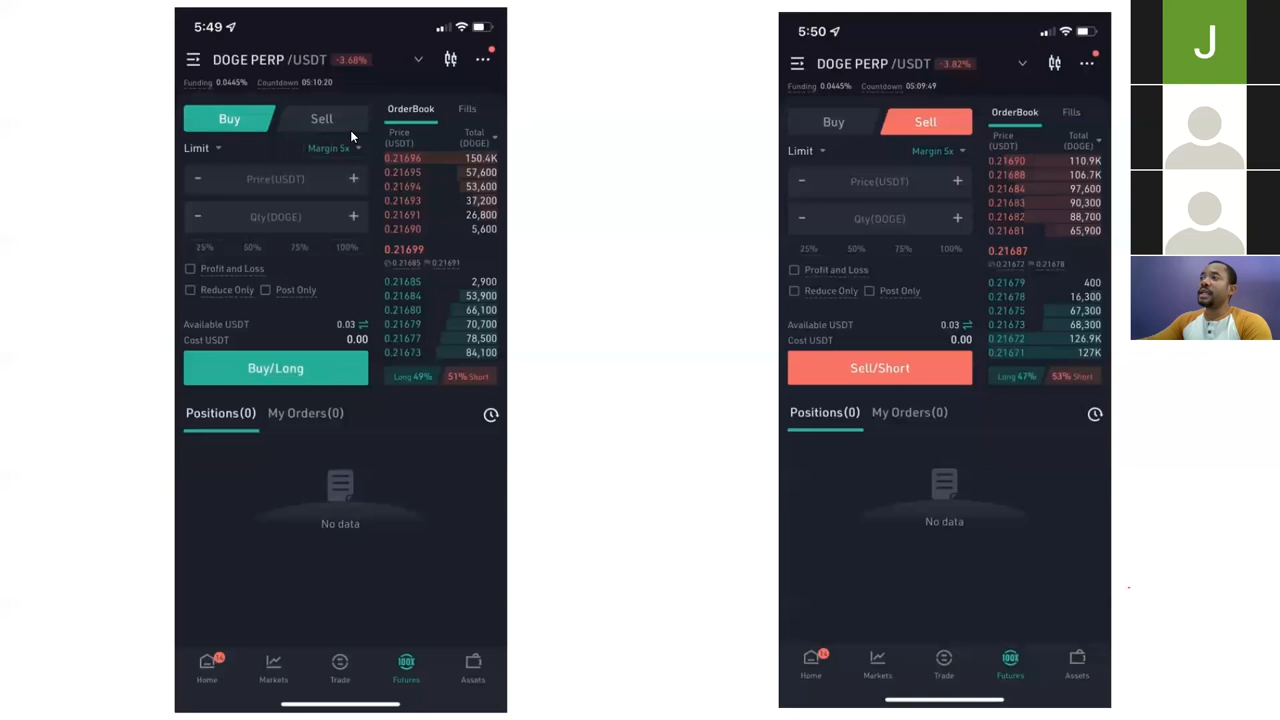 5:49
DOGE PERP /USDT -3.68%
Funding 0.0445% Countdown 05:10:20
Buy Sell
OrderBook Fills
Limit Margin 5x
Price (USDT) Total (DOGE)
Price(USDT)
Qty(DOGE)
0.21696 150.4K
0.21695 57,600
0.21694 53,600
0.21693 37,200
0.21691 26,800
0.21690 5,600
25% 50% 75% 100%
0.21699
0.21685 0.21691
Profit and Loss
Reduce Only Post Only
0.21685 2,900
0.21684 53,900
0.21680 66,100
0.21679 70,700
0.21677 78,500
0.21673 84,100
Available USDT 0.03
Cost USDT 0.00
Buy/Long
Long 49% 51% Short
Positions(0) My Orders(0)
No data
14
100X
Home Markets Trade Futures Assets
5:50
DOGE PERP /USDT -3.82%
Funding 0.0445% Countdown 05:09:49
Buy Sell
OrderBook Fills
Limit Margin 5x
Price (USDT) Total (DOGE)
Price(USDT)
Qty(DOGE)
0.21690 110.9K
0.21688 106.7K
0.21684 97,600
0.21683 90,300
0.21682 88,700
0.21681 65,900
25% 50% 75% 100%
0.21687
0.21672 0.21678
Profit and Loss
Reduce Only Post Only
0.21679 400
0.21678 16,300
0.21675 67,300
0.21673 68,300
0.21672 126.9K
0.21671 127K
Available USDT 0.03
Cost USDT 0.00
Sell/Short
Long 47% 53% Short
Positions(0) My Orders(0)
No data
14
100X
Home Markets Trade Futures Assets
J